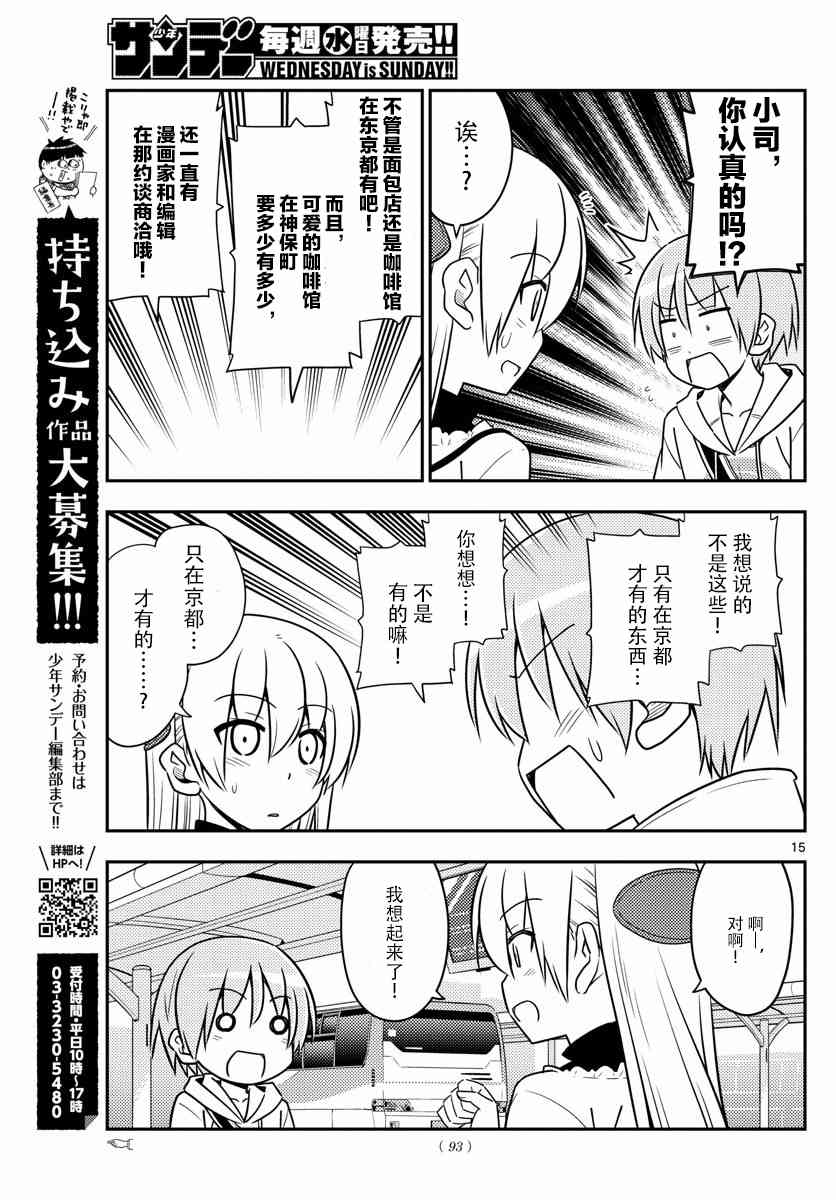 少年サンデー 毎週水曜日発売!!
WEDNESDAY is SUNDAY!!
小司，
你认真的吗!?
诶
…?
不管是面包店还是咖啡馆
在东京都有吧！
而且，
可爱的咖啡馆
在神保町
要多少有多少，
还一直有
漫画家和编辑
在那约谈商洽哦！
我想说的
不是这些！
只有在京都
才有的东西…
你想想…！
不是
有的嘛！
只在京都…
才有的……?
15
啊—，
对啊！
我想起来了！
こりゃ即
掲載やで
ー!!
持ち込み作品大募集!!!
予約・お問い合わせは
少年サンデー編集部まで!!
詳細は
HPへ!
受付時間・平日10時〜17時
03-3230-5480
( 93 )